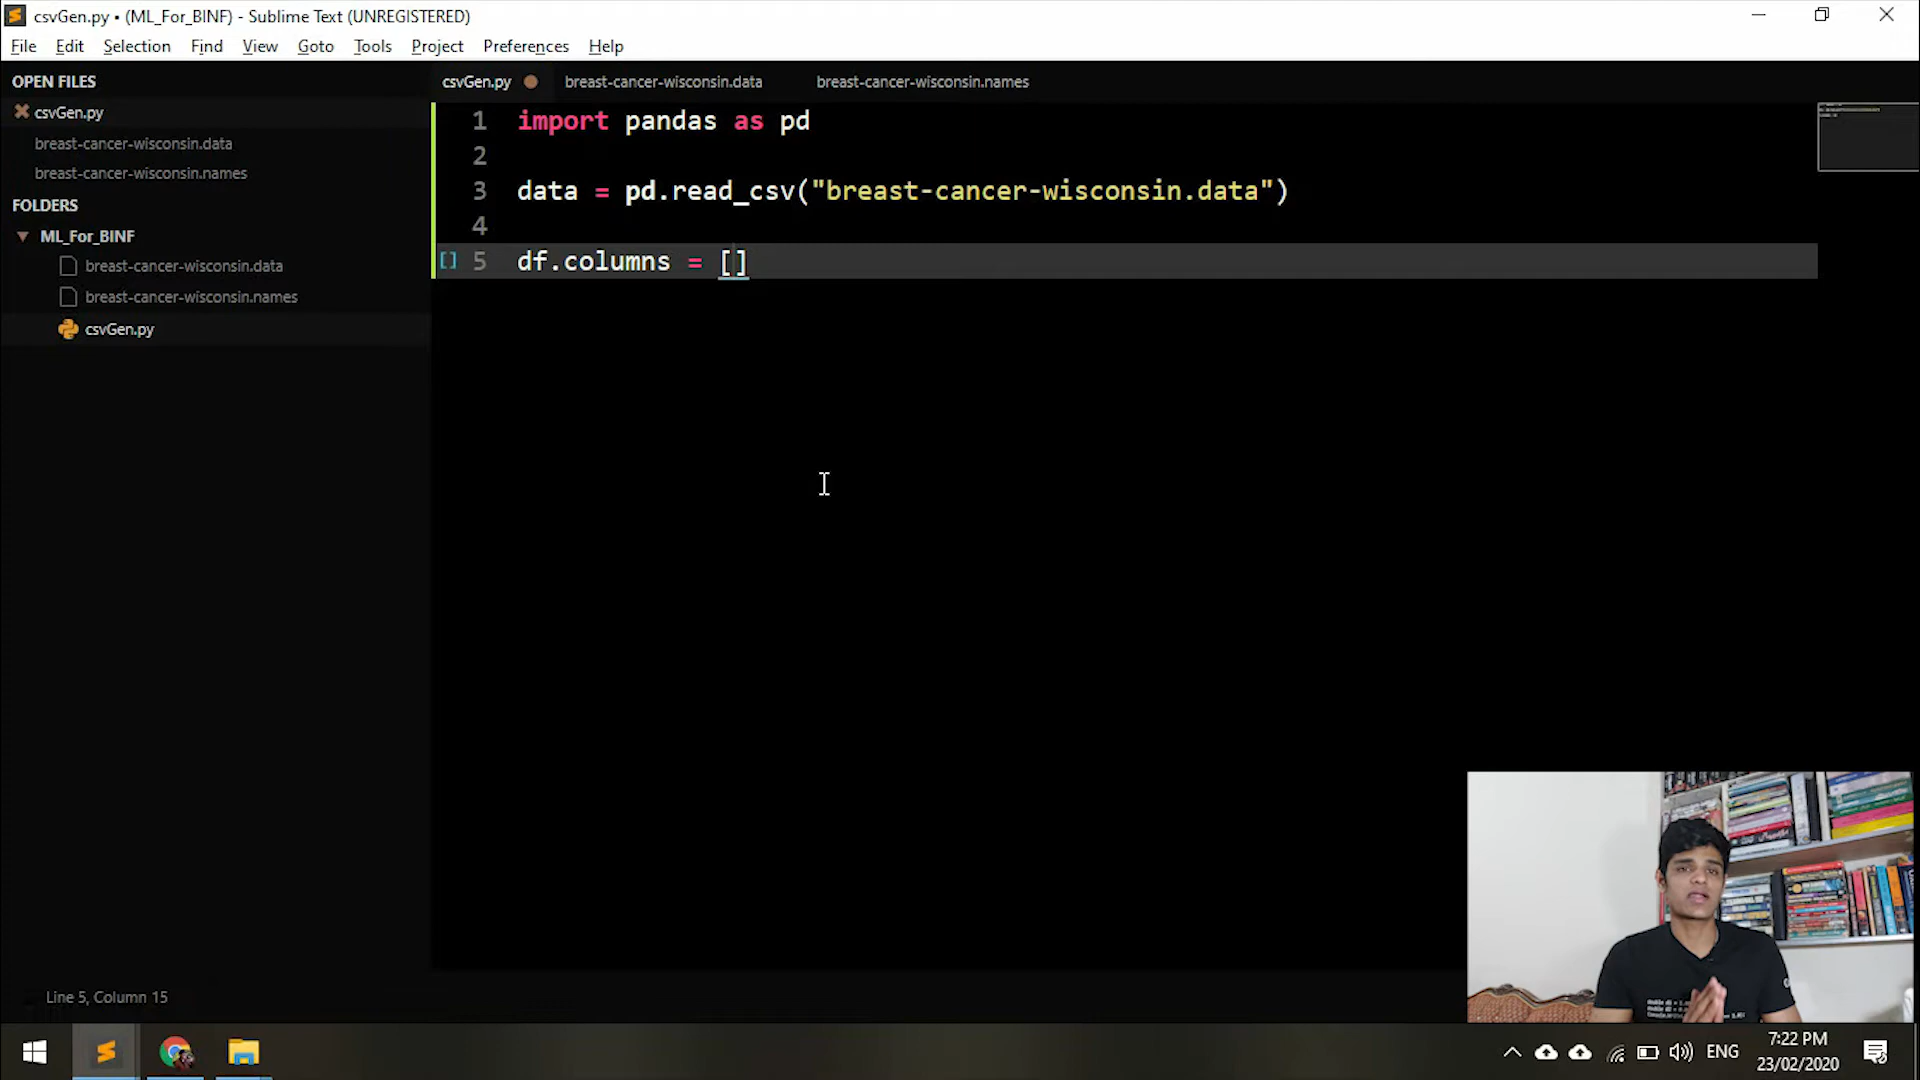 csvGen.py • (ML_For_BINF) - Sublime Text (UNREGISTERED)
File Edit Selection Find View Goto Tools Project Preferences Help
OPEN FILES
csvGen.py
breast-cancer-wisconsin.data
breast-cancer-wisconsin.names
FOLDERS
ML_For_BINF
breast-cancer-wisconsin.data
breast-cancer-wisconsin.names
csvGen.py
csvGen.py breast-cancer-wisconsin.data breast-cancer-wisconsin.names
1 import pandas as pd
2
3 data = pd.read_csv("breast-cancer-wisconsin.data")
4
[] 5 df.columns = []
Line 5, Column 15
ENG
7:22 PM
23/02/2020